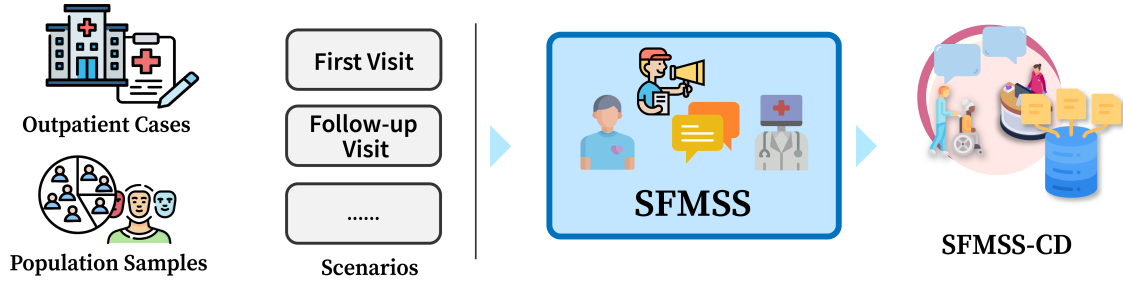 Outpatient Cases
Population Samples
First Visit
Follow-up
Visit
......
Scenarios
SFMSS
SFMSS-CD